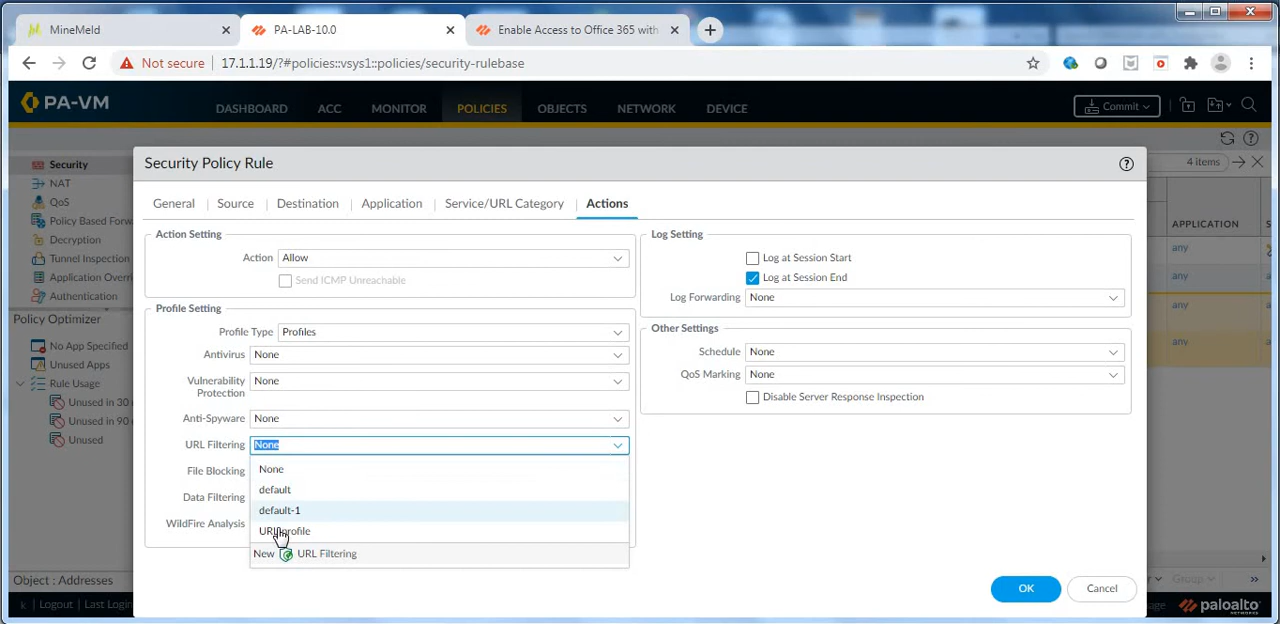 MineMeld
PA-LAB-10.0
Enable Access to Office 365 with
Not secure
17.1.1.19/?#policies::vsys1::policies/security-rulebase
PA-VM
DASHBOARD
ACC
MONITOR
POLICIES
OBJECTS
NETWORK
DEVICE
Commit
Security
NAT
QoS
Policy Based Forw
Decryption
Tunnel Inspection
Application Overri
Authentication
Policy Optimizer
No App Specified
Unused Apps
Rule Usage
Unused in 30
Unused in 90
Unused
Object : Addresses
Logout
Last Login
4 items
APPLICATION
any
any
any
any
Security Policy Rule
General
Source
Destination
Application
Service/URL Category
Actions
Action Setting
Action
Allow
Send ICMP Unreachable
Profile Setting
Profile Type
Profiles
Antivirus
None
Vulnerability
Protection
None
Anti-Spyware
None
URL Filtering
None
File Blocking
Data Filtering
WildFire Analysis
None
default
default-1
New
URL Filtering
Log Setting
Log at Session Start
Log at Session End
Log Forwarding
None
Other Settings
Schedule
None
QoS Marking
None
Disable Server Response Inspection
OK
Cancel
Group
paloalto